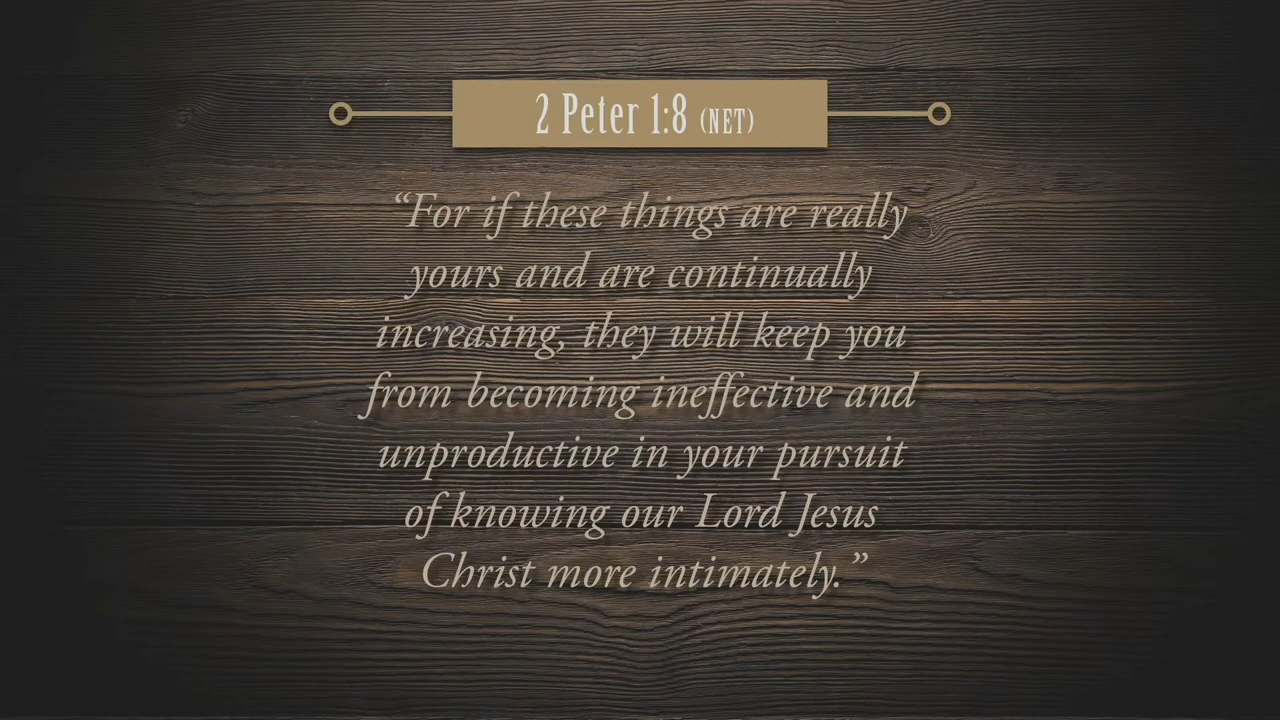 2 Peter 1:8 (NET)
“For if these things are really
yours and are continually
increasing, they will keep you
from becoming ineffective and
unproductive in your pursuit
of knowing our Lord Jesus
Christ more intimately.”